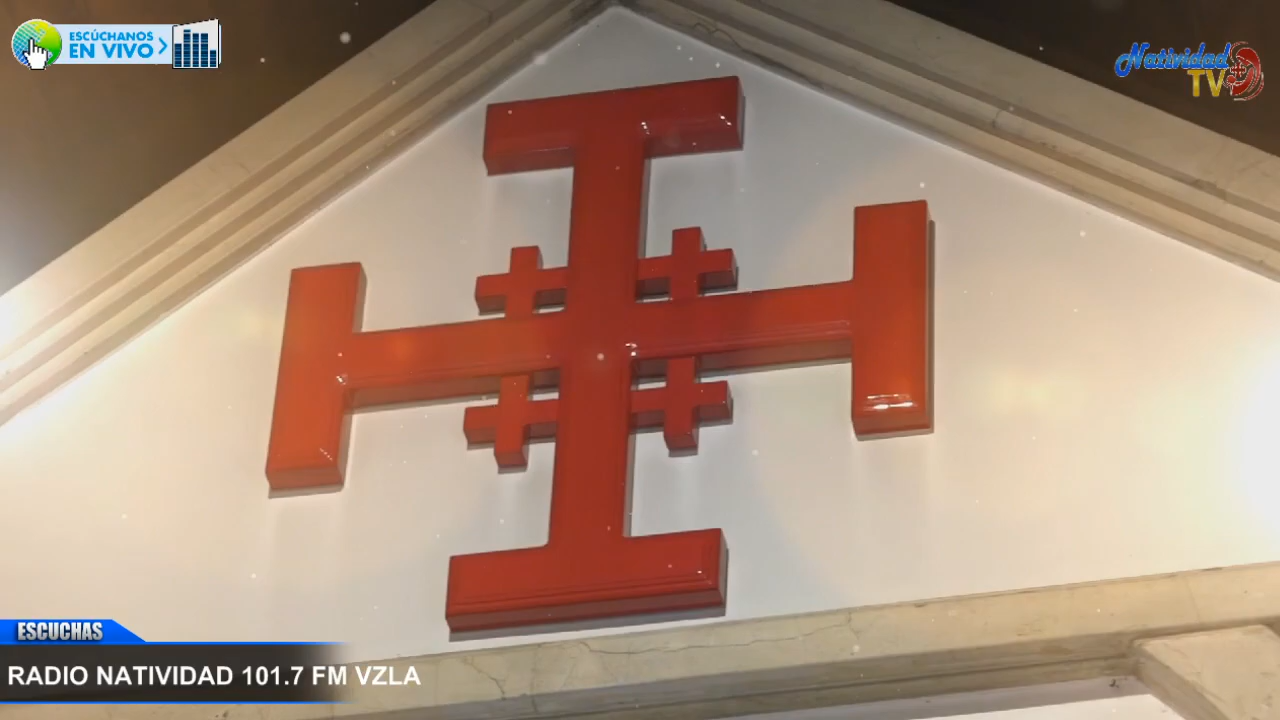 ESCÚCHANOS
EN VIVO
Natividad
TV
ESCUCHAS
RADIO NATIVIDAD 101.7 FM VZLA